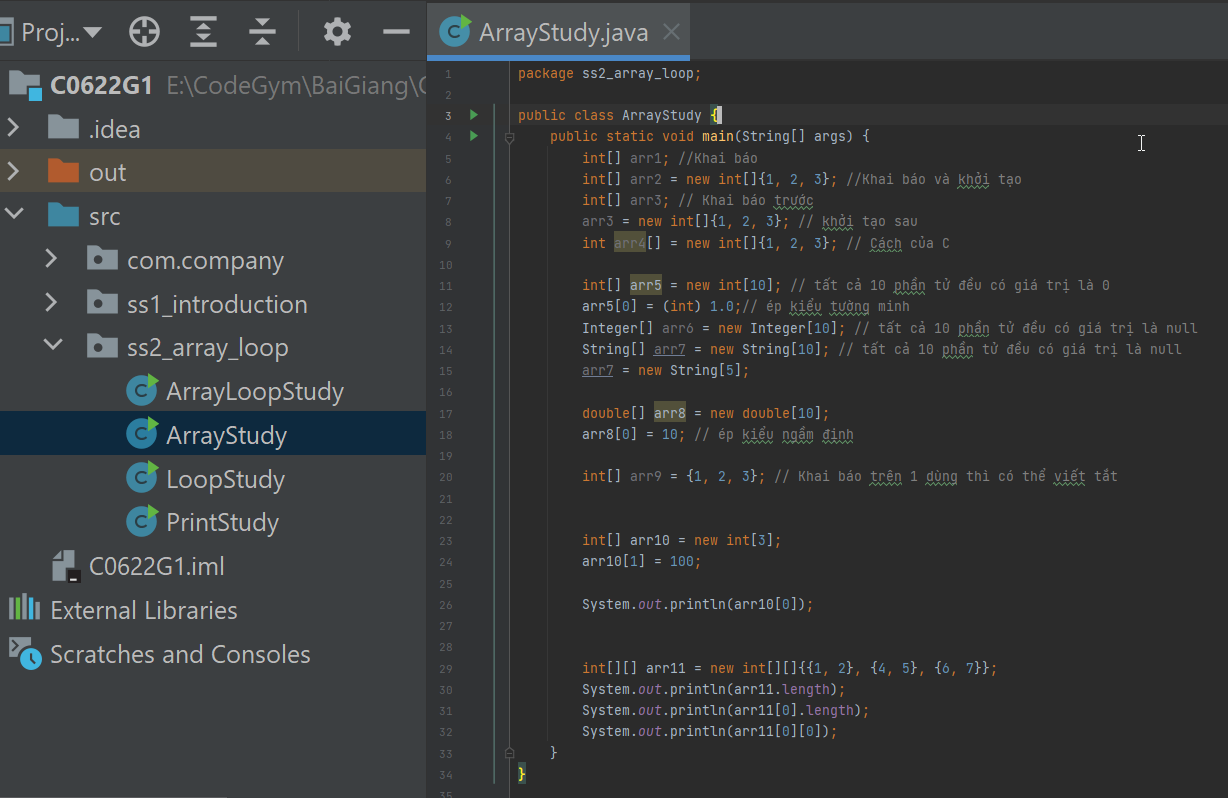 Proj...
C0622G1 E:\CodeGym\BaiGiang\
.idea
out
src
com.company
ss1_introduction
ss2_array_loop
ArrayLoopStudy
ArrayStudy
LoopStudy
PrintStudy
C0622G1.iml
External Libraries
Scratches and Consoles
ArrayStudy.java
1 package ss2_array_loop;
2
3 public class ArrayStudy {
4 public static void main(String[] args) {
5 int[] arr1; //Khai báo
6 int[] arr2 = new int[]{1, 2, 3}; //Khai báo và khởi tạo
7 int[] arr3; // Khai báo trước
8 arr3 = new int[]{1, 2, 3}; // khởi tạo sau
9 int arr4[] = new int[]{1, 2, 3}; // Cách của C
10
11 int[] arr5 = new int[10]; // tất cả 10 phần tử đều có giá trị là 0
12 arr5[0] = (int) 1.0;// ép kiểu tường minh
13 Integer[] arr6 = new Integer[10]; // tất cả 10 phần tử đều có giá trị là null
14 String[] arr7 = new String[10]; // tất cả 10 phần tử đều có giá trị là null
15 arr7 = new String[5];
16
17 double[] arr8 = new double[10];
18 arr8[0] = 10; // ép kiểu ngầm định
19
20 int[] arr9 = {1, 2, 3}; // Khai báo trên 1 dùng thì có thể viết tắt
21
22
23 int[] arr10 = new int[3];
24 arr10[1] = 100;
25
26 System.out.println(arr10[0]);
27
28
29 int[][] arr11 = new int[][]{{1, 2}, {4, 5}, {6, 7}};
30 System.out.println(arr11.length);
31 System.out.println(arr11[0].length);
32 System.out.println(arr11[0][0]);
33 }
34 }
35